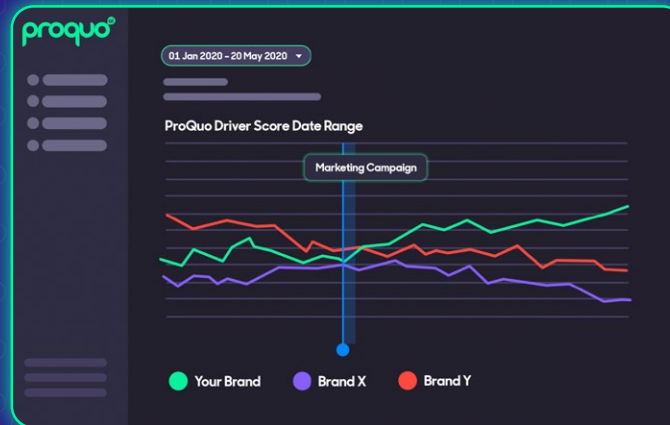 proquo
01 Jan 2020 - 20 May 2020
ProQuo Driver Score Date Range
Marketing Campaign
Your Brand
Brand X
Brand Y